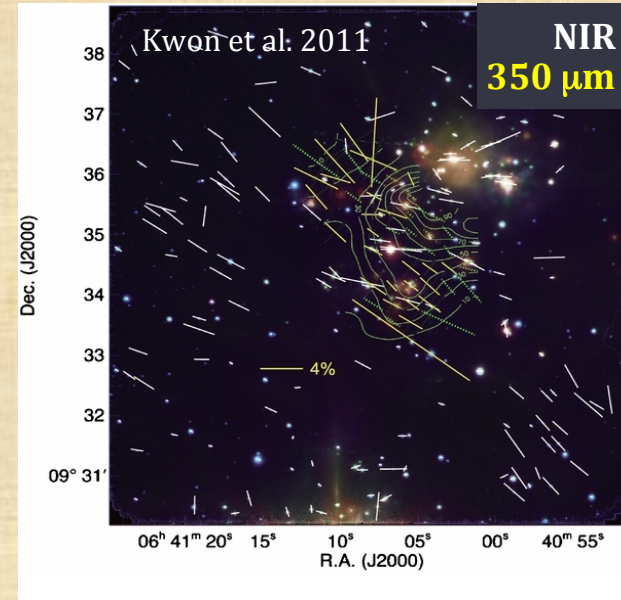 Kwon et al. 2011
NIR
350 μm
38
37
36
35
34
33
32
09° 31′
Dec. (J2000)
4%
06ʰ 41ᵐ 20ˢ 15ˢ 10ˢ 05ˢ 00ˢ 40ᵐ 55ˢ
R.A. (J2000)